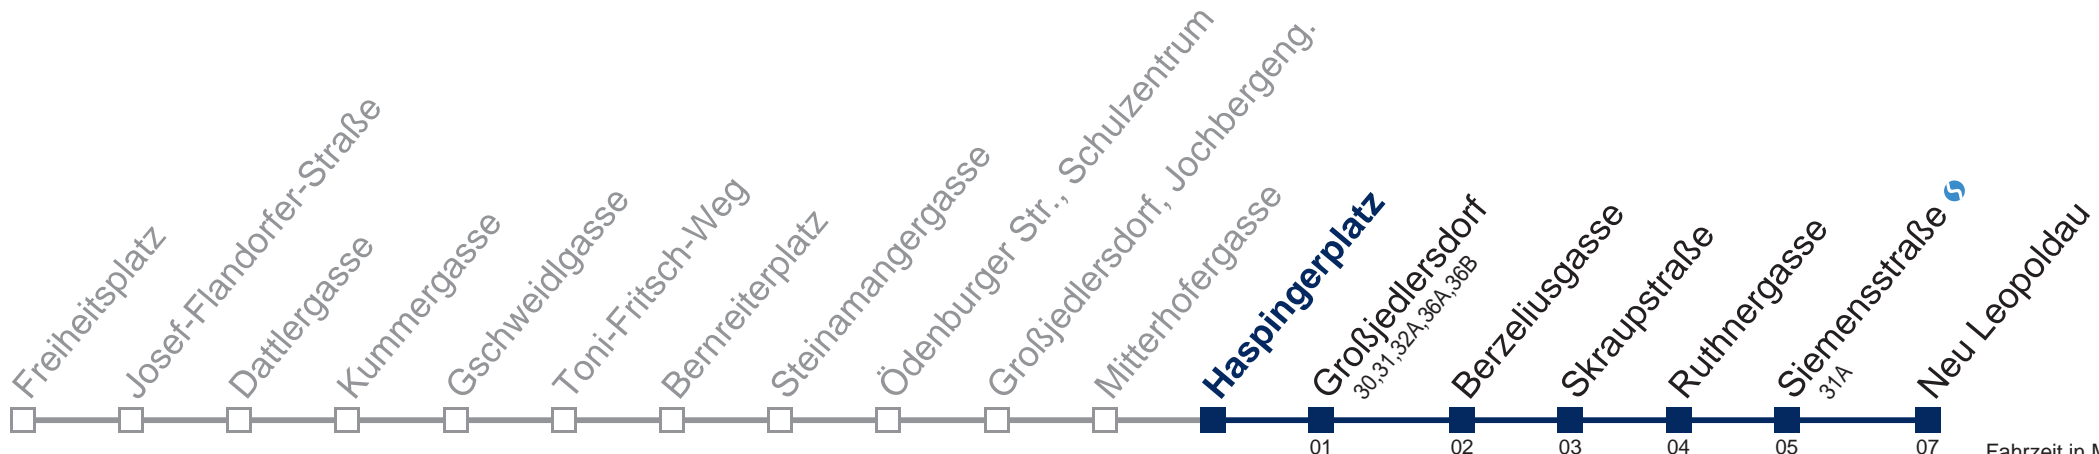 Freiheitsplatz
Josef-Flandorfer-Straße
Dattlergasse
Kummergasse
Gschweidlgasse
Toni-Fritsch-Weg
Bernreiterplatz
Steinamangergasse
Ödenburger Str., Schulzentrum
Großjedlersdorf, Jochbergeng.
Mitterhofergasse
Haspingerplatz
Großjedlersdorf
30,31,32A,36A,36B
Berzeliusgasse
Skraupstraße
Ruthnergasse
Siemensstraße
31A
Neu Leopoldau
01 02 03 04 05 07
Fahrzeit in M